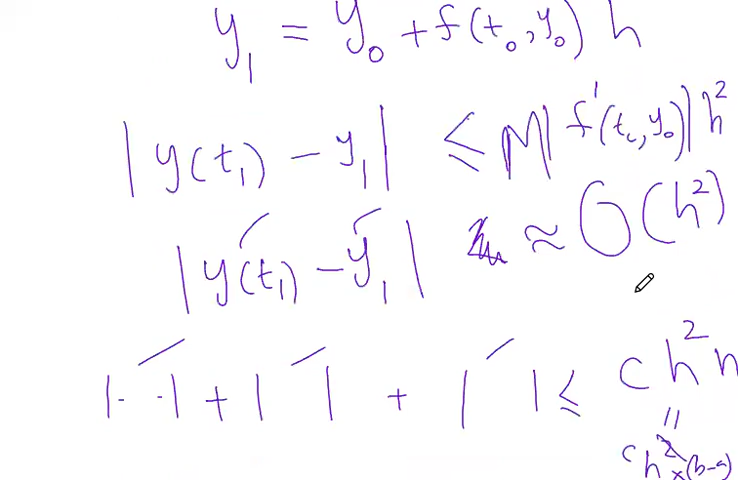 y₁ = y₀ + f(t₀, y₀) h
|y(t₁) - y₁| ≤ M|f'(t₀, y₀)|h²
≈ O(h²)
|y(t₁) - y₁|
|- -| + | | + | | ≤ ch²n
=
ch² x(b-a)